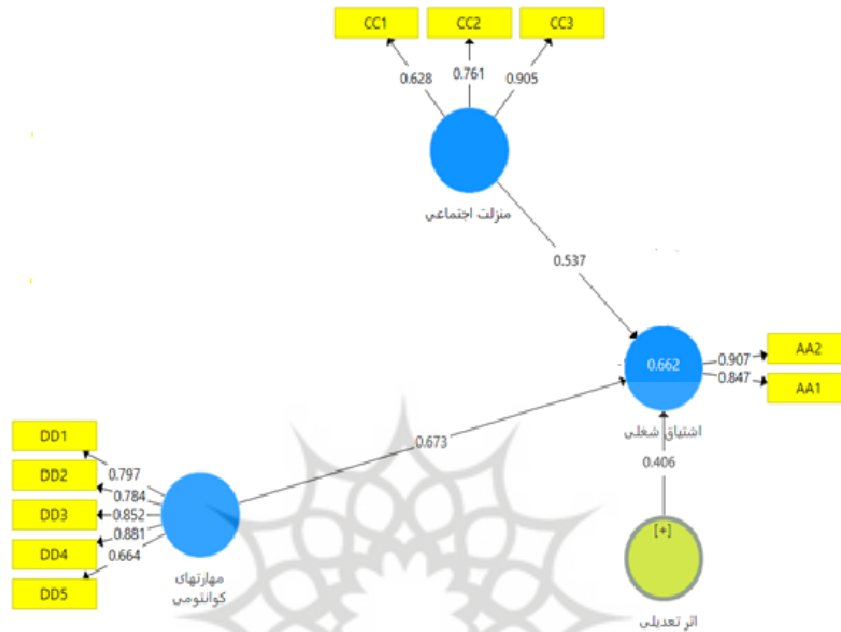 CC1 CC2 CC3
0.628 0.761 0.905
منزلت اجتماعی
0.537
0.662
0.907 AA2
0.847 AA1
اشتیاق شغلی
0.673
0.406
DD1
0.797
DD2
0.784
DD3
0.852
DD4
0.881
DD5
0.664
مهارتهای
کوانتومی
[+]
اثر تعدیلی